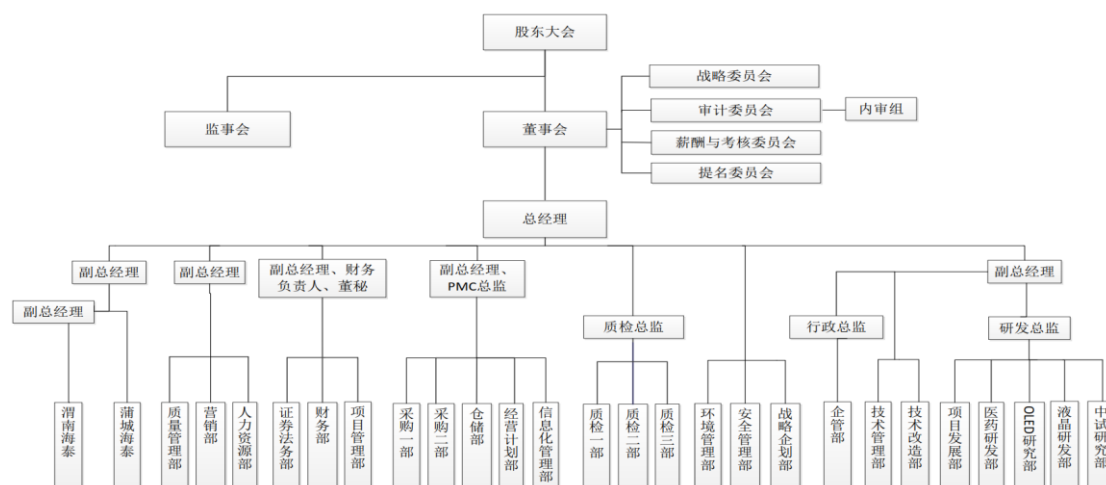 股东大会
战略委员会
审计委员会
内审组
监事会
董事会
薪酬与考核委员会
提名委员会
总经理
副总经理
副总经理
副总经理、财务
负责人、董秘
副总经理、
PMC总监
副总经理
副总经理
质检总监
行政总监
研发总监
渭南海泰
蒲城海泰
质量管理部
营销部
人力资源部
证券法务部
财务部
项目管理部
采购一部
采购二部
仓储部
经营计划部
信息化管理部
质检一部
质检二部
质检三部
环境管理部
安全管理部
战略企划部
企管部
技术管理部
技术改造部
项目发展部
医药研发部
OLED研究部
液晶研发部
中试研究部